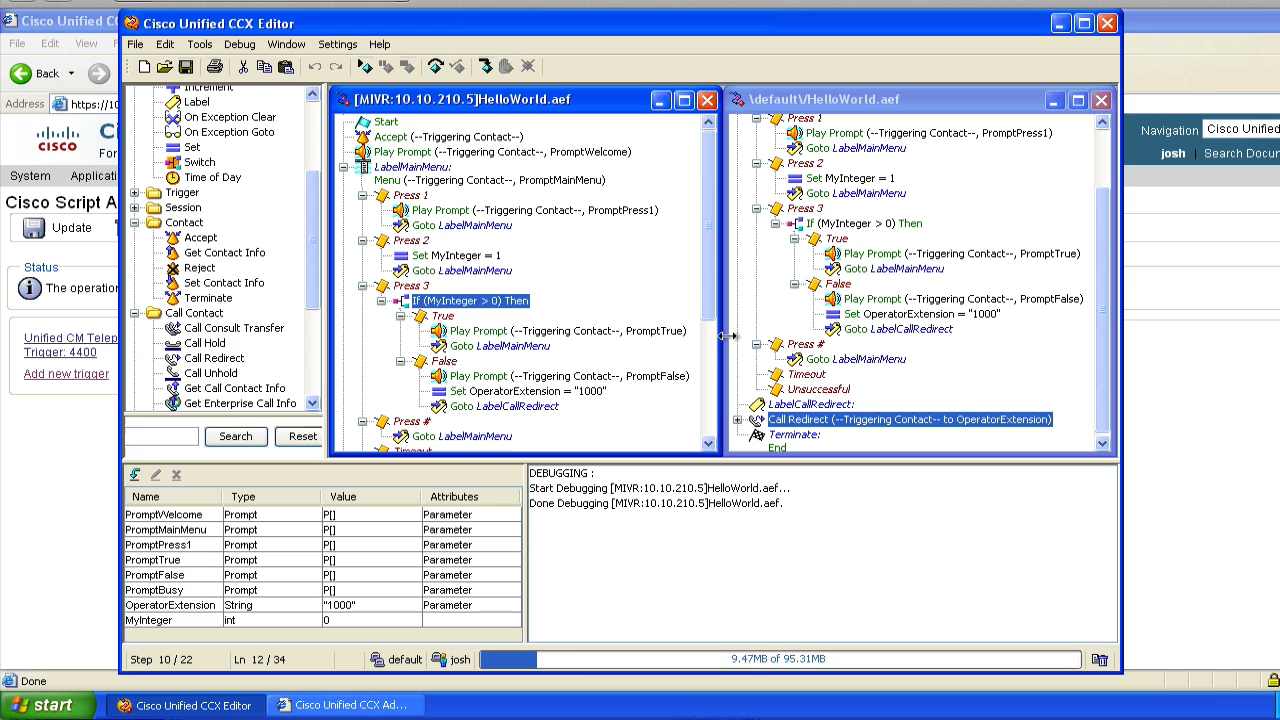 Cisco Unified CC
Cisco Unified CCX Editor
File Edit View
File Edit Tools Debug Window Settings Help
Back
Address https://10
CISCO
Navigation Cisco Unified
josh Search Docum
System Applicati
Cisco Script A
Update
Status
The operation
Unified CM Telep
Trigger: 4400
Add new trigger
Increment
Label
On Exception Clear
On Exception Goto
Set
Switch
Time of Day
Trigger
Session
Contact
Accept
Get Contact Info
Reject
Set Contact Info
Terminate
Call Contact
Call Consult Transfer
Call Hold
Call Redirect
Call Unhold
Get Call Contact Info
Get Enterprise Call Info
Search Reset
[MIVR:10.10.210.5]HelloWorld.aef
Start
Accept (--Triggering Contact--)
Play Prompt (--Triggering Contact--, PromptWelcome)
LabelMainMenu:
Menu (--Triggering Contact--, PromptMainMenu)
Press 1
Play Prompt (--Triggering Contact--, PromptPress1)
Goto LabelMainMenu
Press 2
Set MyInteger = 1
Goto LabelMainMenu
Press 3
If (MyInteger > 0) Then
True
Play Prompt (--Triggering Contact--, PromptTrue)
Goto LabelMainMenu
False
Play Prompt (--Triggering Contact--, PromptFalse)
Set OperatorExtension = "1000"
Goto LabelCallRedirect
Press #
Goto LabelMainMenu
Timeout
\default\/HelloWorld.aef
Press 1
Play Prompt (--Triggering Contact--, PromptPress1)
Goto LabelMainMenu
Press 2
Set MyInteger = 1
Goto LabelMainMenu
Press 3
If (MyInteger > 0) Then
True
Play Prompt (--Triggering Contact--, PromptTrue)
Goto LabelMainMenu
False
Play Prompt (--Triggering Contact--, PromptFalse)
Set OperatorExtension = "1000"
Goto LabelCallRedirect
Press #
Goto LabelMainMenu
Timeout
Unsuccessful
LabelCallRedirect:
Call Redirect (--Triggering Contact-- to OperatorExtension)
Terminate:
End
Name Type Value Attributes
PromptWelcome Prompt P[] Parameter
PromptMainMenu Prompt P[] Parameter
PromptPress1 Prompt P[] Parameter
PromptTrue Prompt P[] Parameter
PromptFalse Prompt P[] Parameter
PromptBusy Prompt P[] Parameter
OperatorExtension String "1000" Parameter
MyInteger int 0
DEBUGGING :
Start Debugging [MIVR:10.10.210.5]HelloWorld.aef...
Done Debugging [MIVR:10.10.210.5]HelloWorld.aef.
Step 10 / 22 Ln 12 / 34 default josh 9.47MB of 95.31MB
Done
start Cisco Unified CCX Editor Cisco Unified CCX Ad...